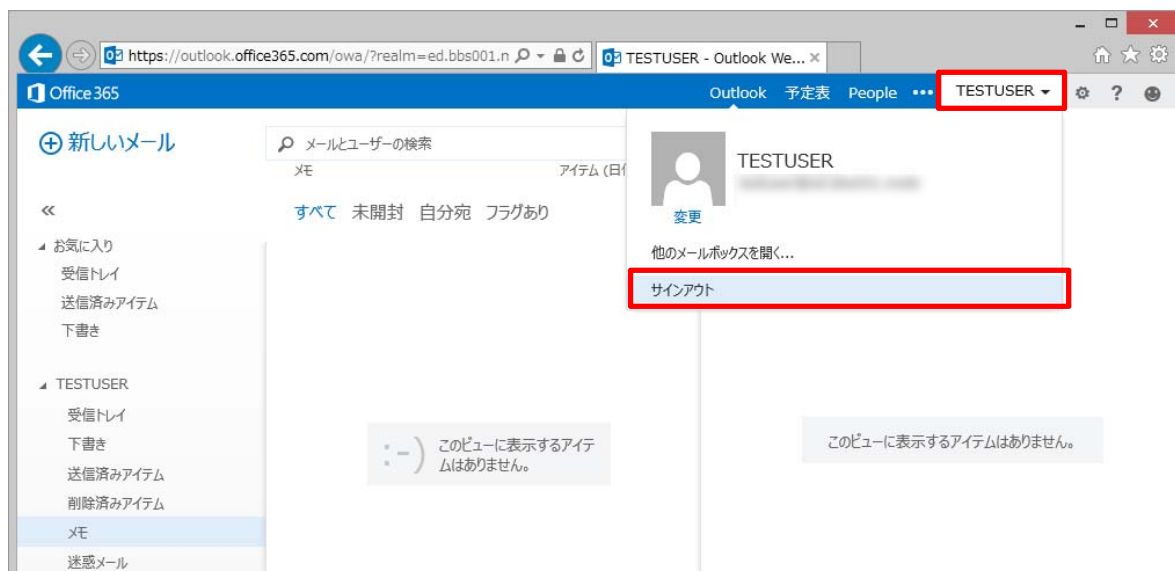 https://outlook.office365.com/owa/?realm=ed.bbs001.n
TESTUSER - Outlook We...
Office 365
Outlook 予定表 People ••• TESTUSER
?
新しいメール
メールとユーザーの検索
メモ
アイテム (日
すべて 未開封 自分宛 フラグあり
お気に入り
受信トレイ
送信済みアイテム
下書き
TESTUSER
受信トレイ
下書き
送信済みアイテム
削除済みアイテム
メモ
迷惑メール
:-)
このビューに表示するアイテ
ムはありません。
TESTUSER
変更
他のメールボックスを開く...
サインアウト
このビューに表示するアイテムはありません。